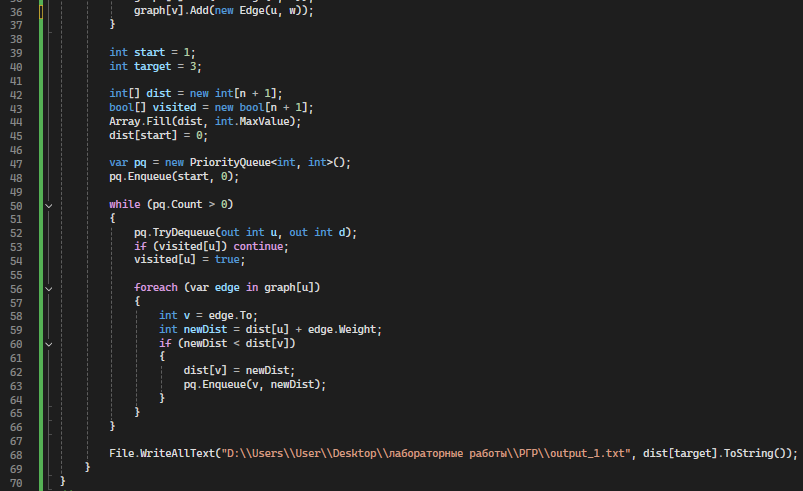 36 graph[v].Add(new Edge(u, w));
37 }
38
39 int start = 1;
40 int target = 3;
41
42 int[] dist = new int[n + 1];
43 bool[] visited = new bool[n + 1];
44 Array.Fill(dist, int.MaxValue);
45 dist[start] = 0;
46
47 var pq = new PriorityQueue<int, int>();
48 pq.Enqueue(start, 0);
49
50 while (pq.Count > 0)
51 {
52 pq.TryDequeue(out int u, out int d);
53 if (visited[u]) continue;
54 visited[u] = true;
55
56 foreach (var edge in graph[u])
57 {
58 int v = edge.To;
59 int newDist = dist[u] + edge.Weight;
60 if (newDist < dist[v])
61 {
62 dist[v] = newDist;
63 pq.Enqueue(v, newDist);
64 }
65 }
66 }
67
68 File.WriteAllText("D:\\Users\\User\\Desktop\\лабораторные работы\\РГР\\output_1.txt", dist[target].ToString());
69 }
70 }